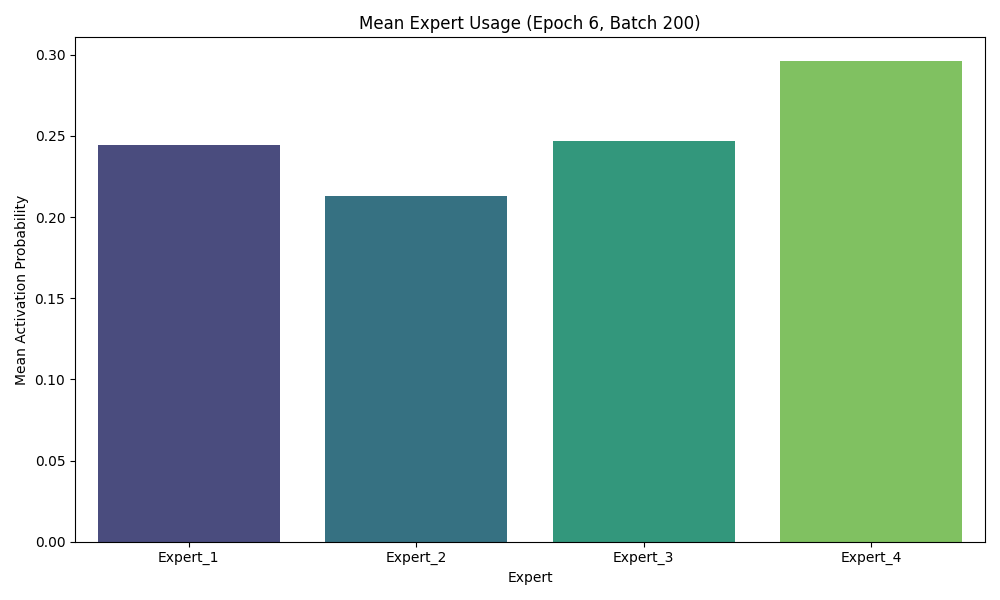 Mean Expert Usage (Epoch 6, Batch 200)
Mean Activation Probability
0.30
0.25
0.20
0.15
0.10
0.05
0.00
Expert_1 Expert_2 Expert_3 Expert_4
Expert